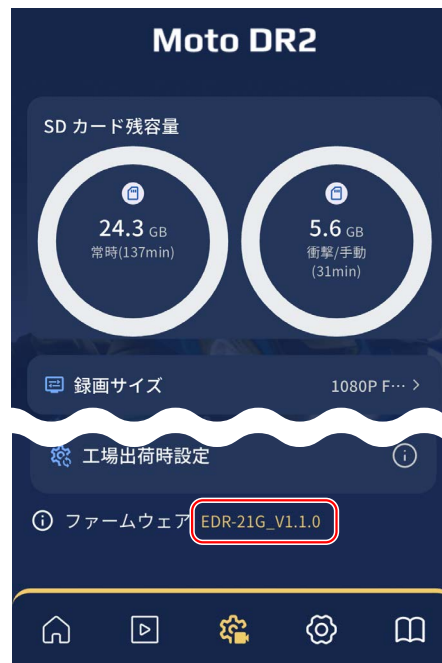 Moto DR2
SD カード残容量
24.3 GB
常時(137min)
5.6 GB
衝撃/手動
(31min)
録画サイズ
1080P F… >
工場出荷時設定
ファームウェア EDR-21G_V1.1.0